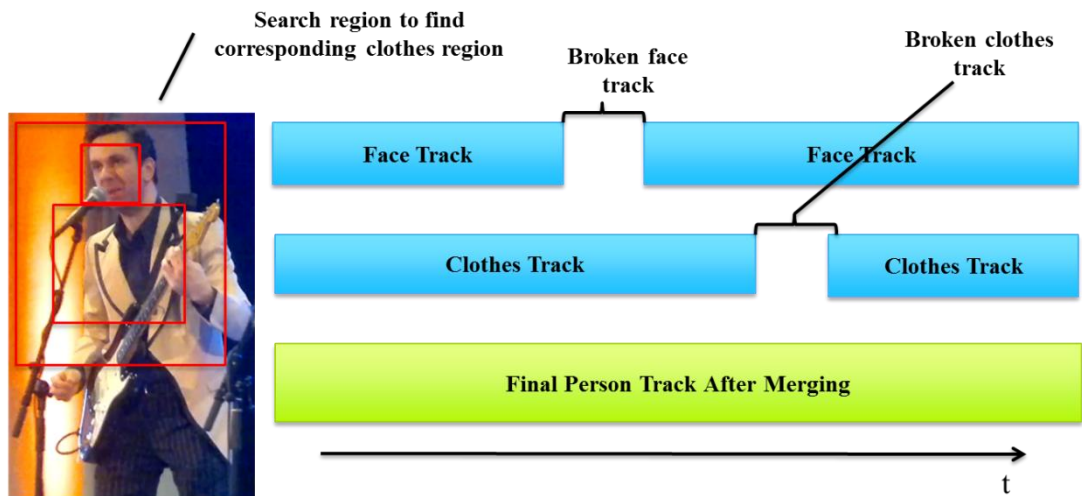 Search region to find
corresponding clothes region
Broken face
track
Broken clothes
track
Face Track
Face Track
Clothes Track
Clothes Track
Final Person Track After Merging
t